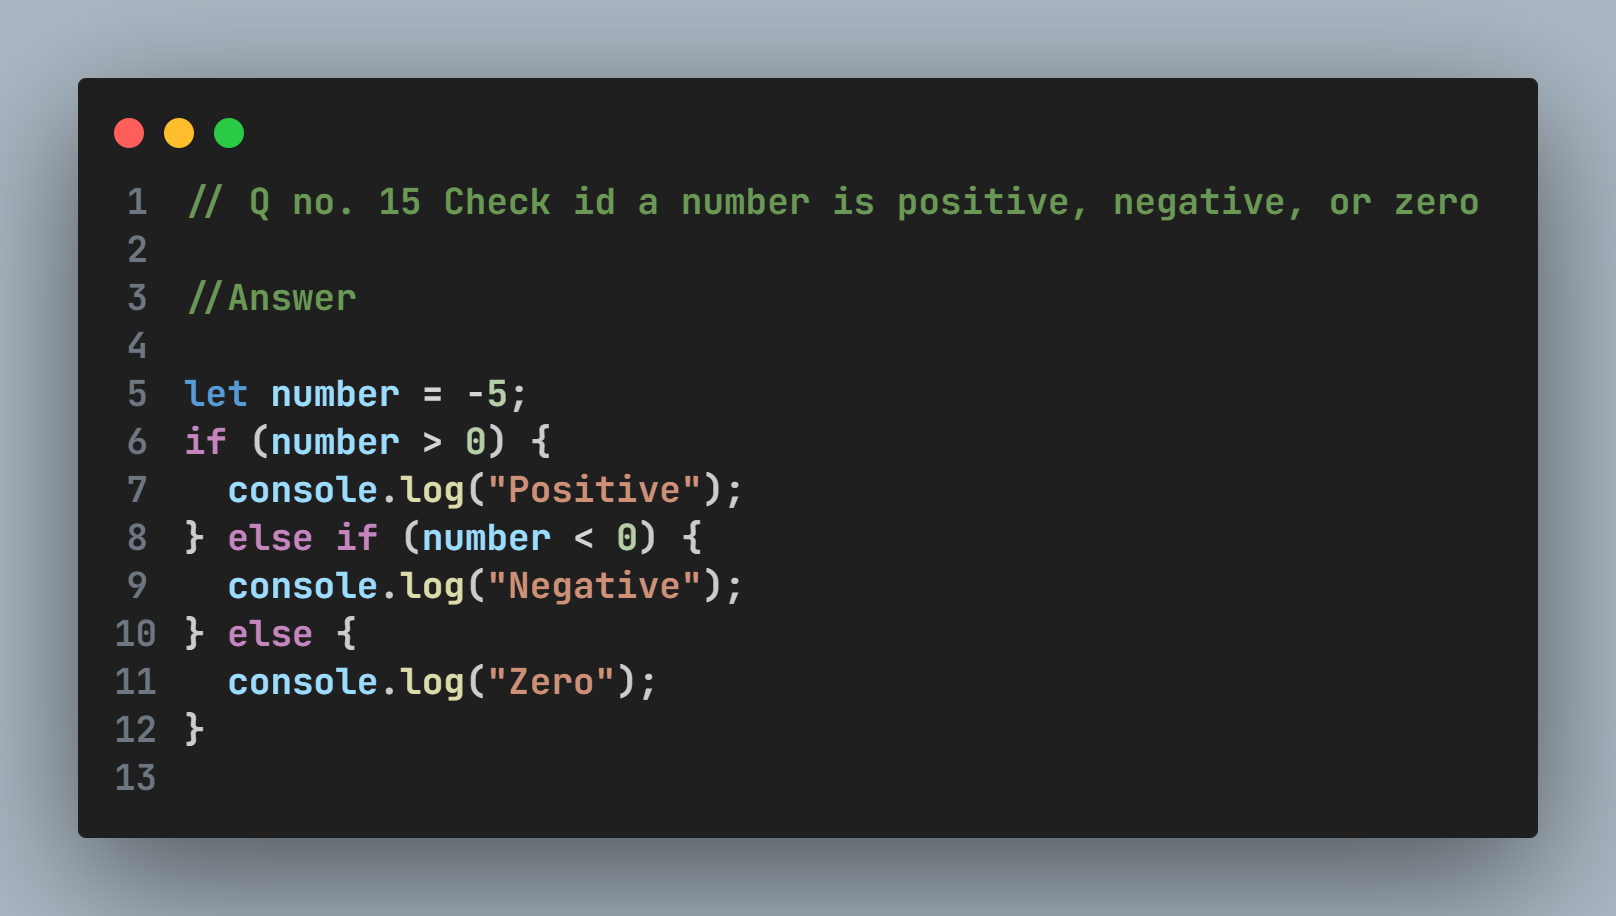 1 // Q no. 15 Check id a number is positive, negative, or zero
2
3 //Answer
4
5 let number = -5;
6 if (number > 0) {
7   console.log("Positive");
8 } else if (number < 0) {
9   console.log("Negative");
10 } else {
11   console.log("Zero");
12 }
13